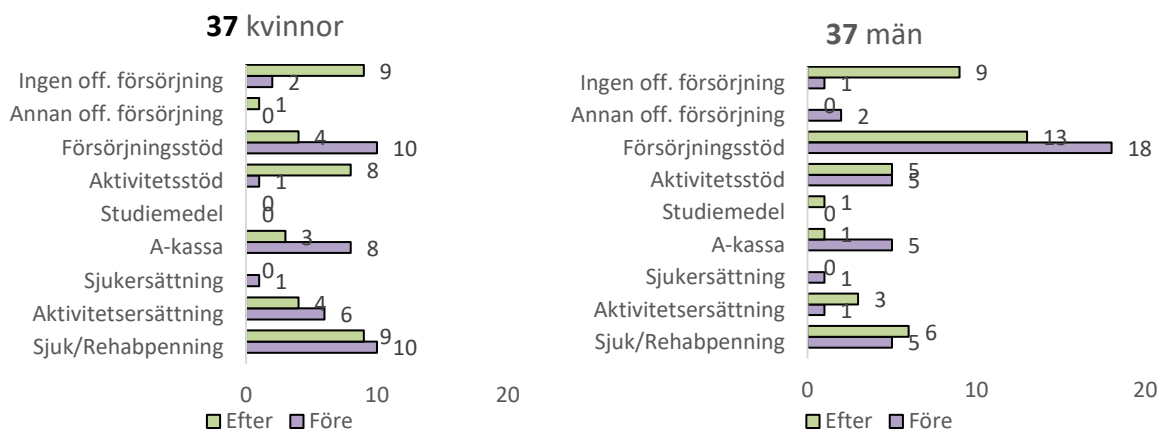 37 kvinnor
Ingen off. försörjning 9
2
Annan off. försörjning 1
0
Försörjningsstöd 4
10
Aktivitetsstöd 8
1
Studiemedel 0
0
A-kassa 3
8
Sjukersättning 0
1
Aktivitetsersättning 4
6
Sjuk/Rehabpenning 9
10
0 10 20
Efter Före
37 män
Ingen off. försörjning 9
1
Annan off. försörjning 0
2
Försörjningsstöd 13
18
Aktivitetsstöd 5
5
Studiemedel 1
0
A-kassa 1
5
Sjukersättning 0
1
Aktivitetsersättning 3
1
Sjuk/Rehabpenning 6
5
0 10 20
Efter Före